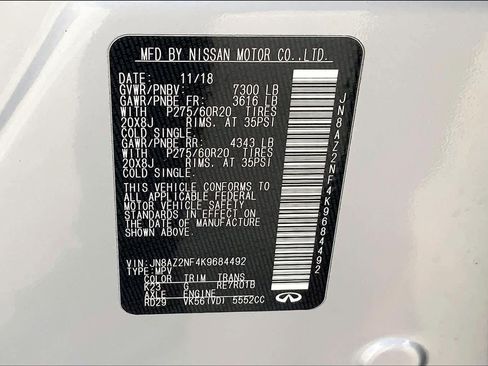 MFD BY NISSAN MOTOR CO.,LTD.
DATE: 11/18
GVWR/PNBV: 7300 LB
GAWR/PNBE FR: 3616 LB
WITH P275/60R20 TIRES
20X8J RIMS, AT 35PSI
COLD SINGLE.
GAWR/PNBE RR: 4343 LB
WITH P275/60R20 TIRES
20X8J RIMS, AT 35PSI
COLD SINGLE.
THIS VEHICLE CONFORMS TO
ALL APPLICABLE FEDERAL
MOTOR VEHICLE SAFETY
STANDARDS IN EFFECT ON
THE DATE OF MANUFACTURE
SHOWN ABOVE.
VIN:JN8AZ2NF4K9684492
TYPE:MPV
COLOR TRIM TRANS
K23 G RE7R01B
AXLE ENGINE
RD29 VK56(VD) 5552CC
JN8AZ2NF4K9684492